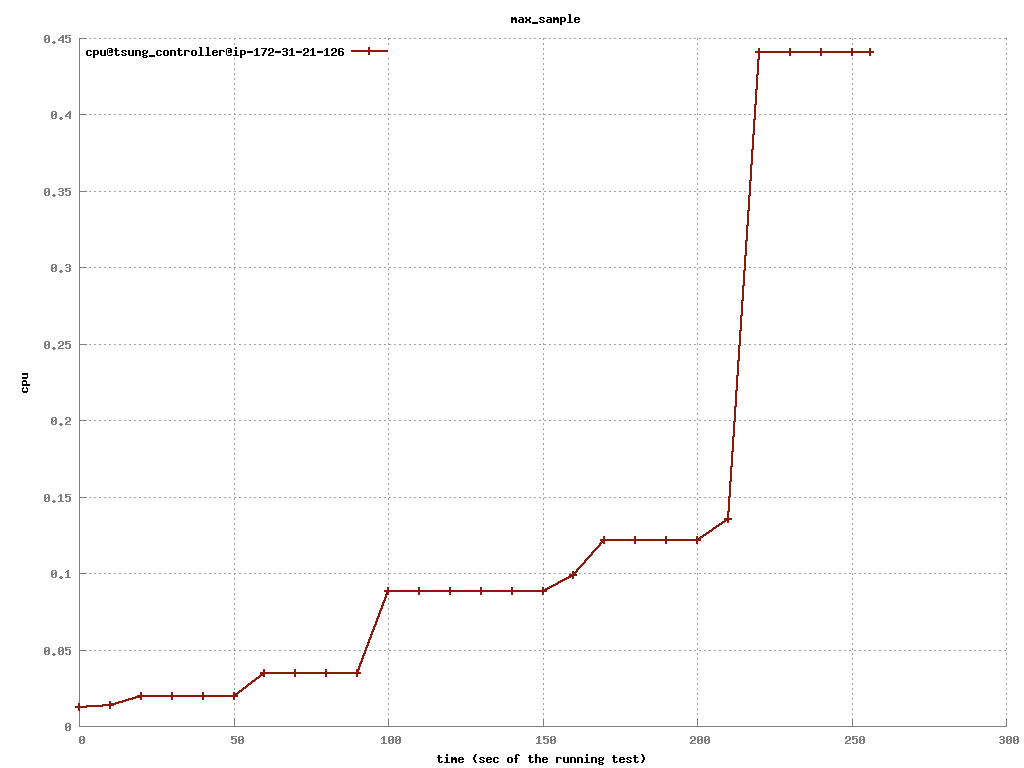 max_sample
0.45
cpu@tsung_controller@ip-172-31-21-126
0.4
0.35
0.3
0.25
cpu
0.2
0.15
0.1
0.05
0
0 50 100 150 200 250 300
time (sec of the running test)